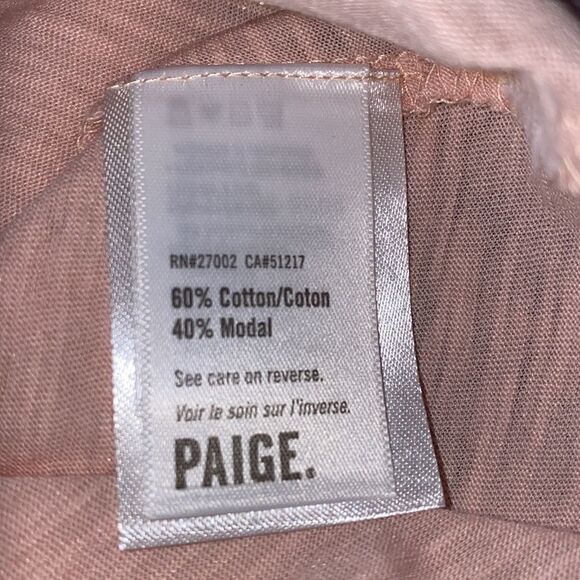 RN#27002 CA#51217
60% Cotton/Coton
40% Modal
See care on reverse.
Voir le soin sur l'inverse.
PAIGE.